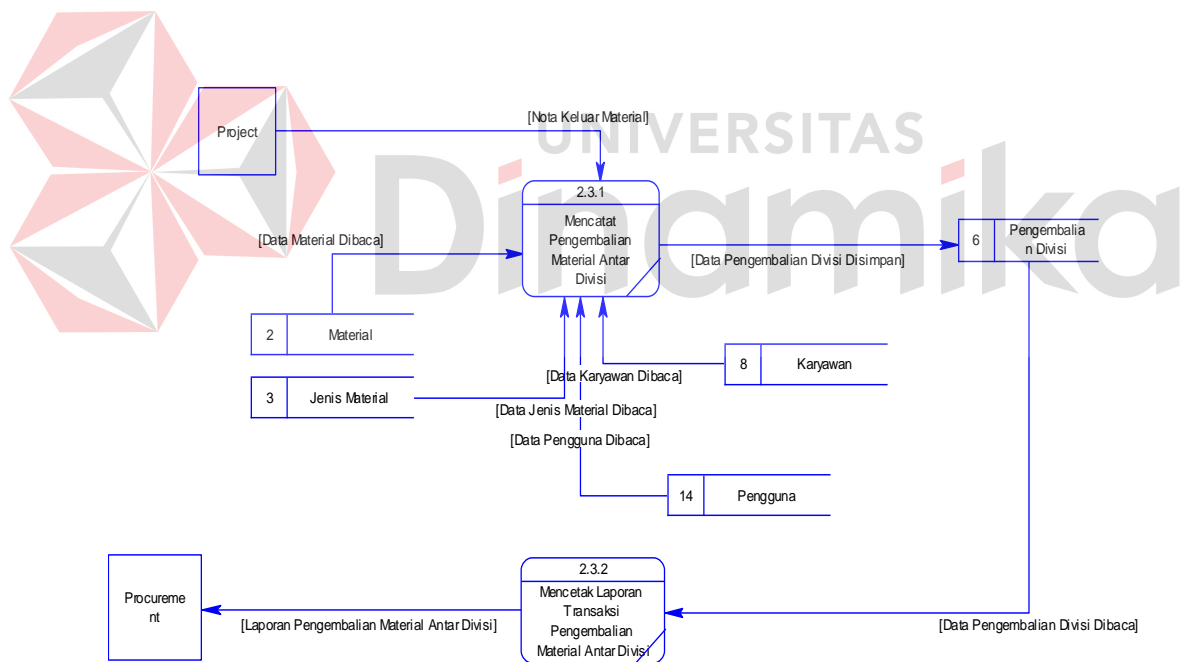 [Nota Keluar Material]
UNIVERSITAS
Dinamika
Project
2.3.1
Mencatat
Pengembalian
Material Antar
Divisi
[Data Material Dibaca]
[Data Pengembalian Divisi Disimpan]
6
Pengembalia
n Divisi
2
Material
3
Jenis Material
8
Karyawan
[Data Karyawan Dibaca]
[Data Jenis Material Dibaca]
[Data Pengguna Dibaca]
14
Pengguna
Procureme
nt
2.3.2
Mencetak Laporan
Transaksi
Pengembalian
Material Antar Divisi
[Laporan Pengembalian Material Antar Divisi]
[Data Pengembalian Divisi Dibaca]